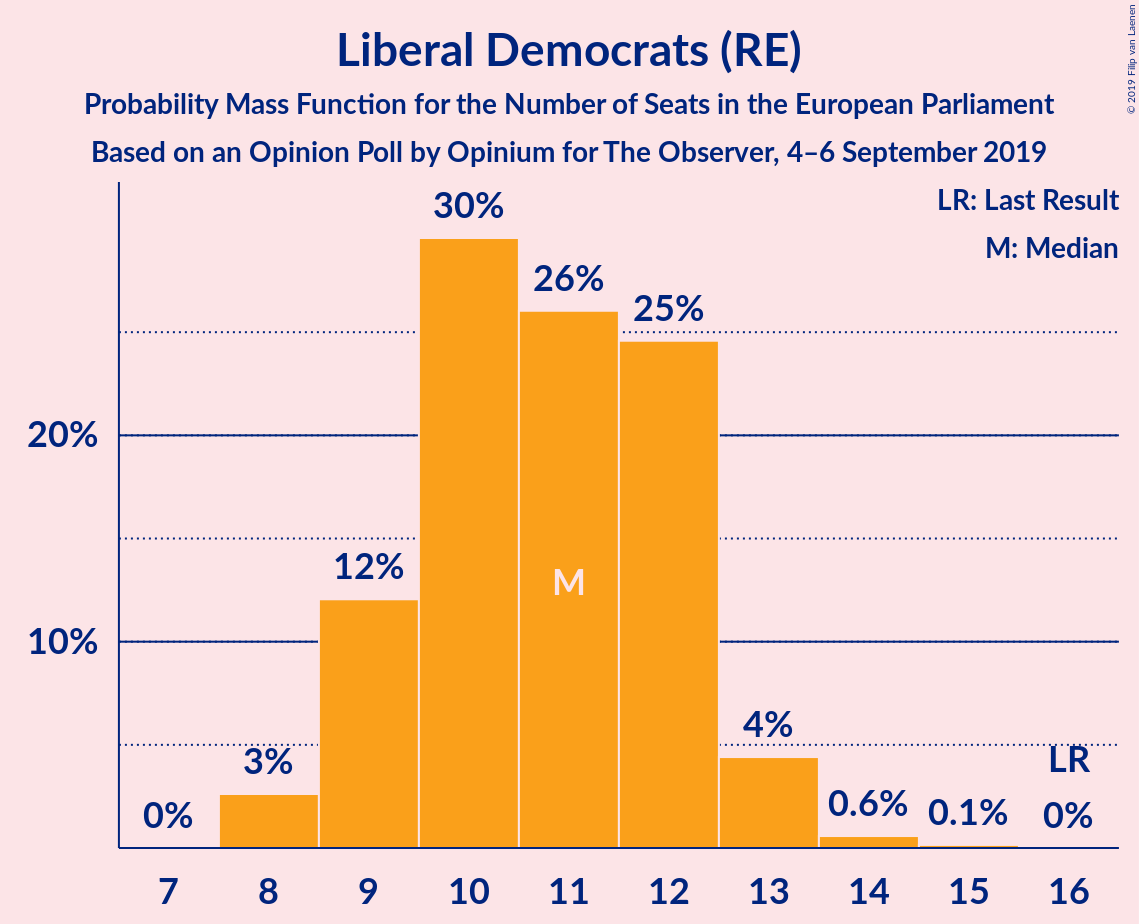 Liberal Democrats (RE)
Probability Mass Function for the Number of Seats in the European Parliament
Based on an Opinion Poll by Opinium for The Observer, 4–6 September 2019
© 2019 Filip van Laenen
LR: Last Result
M: Median
30%
26%
25%
20%
12%
M
10%
4%
3%
LR
0.6%
0.1%
0%
0%
7 8 9 10 11 12 13 14 15 16